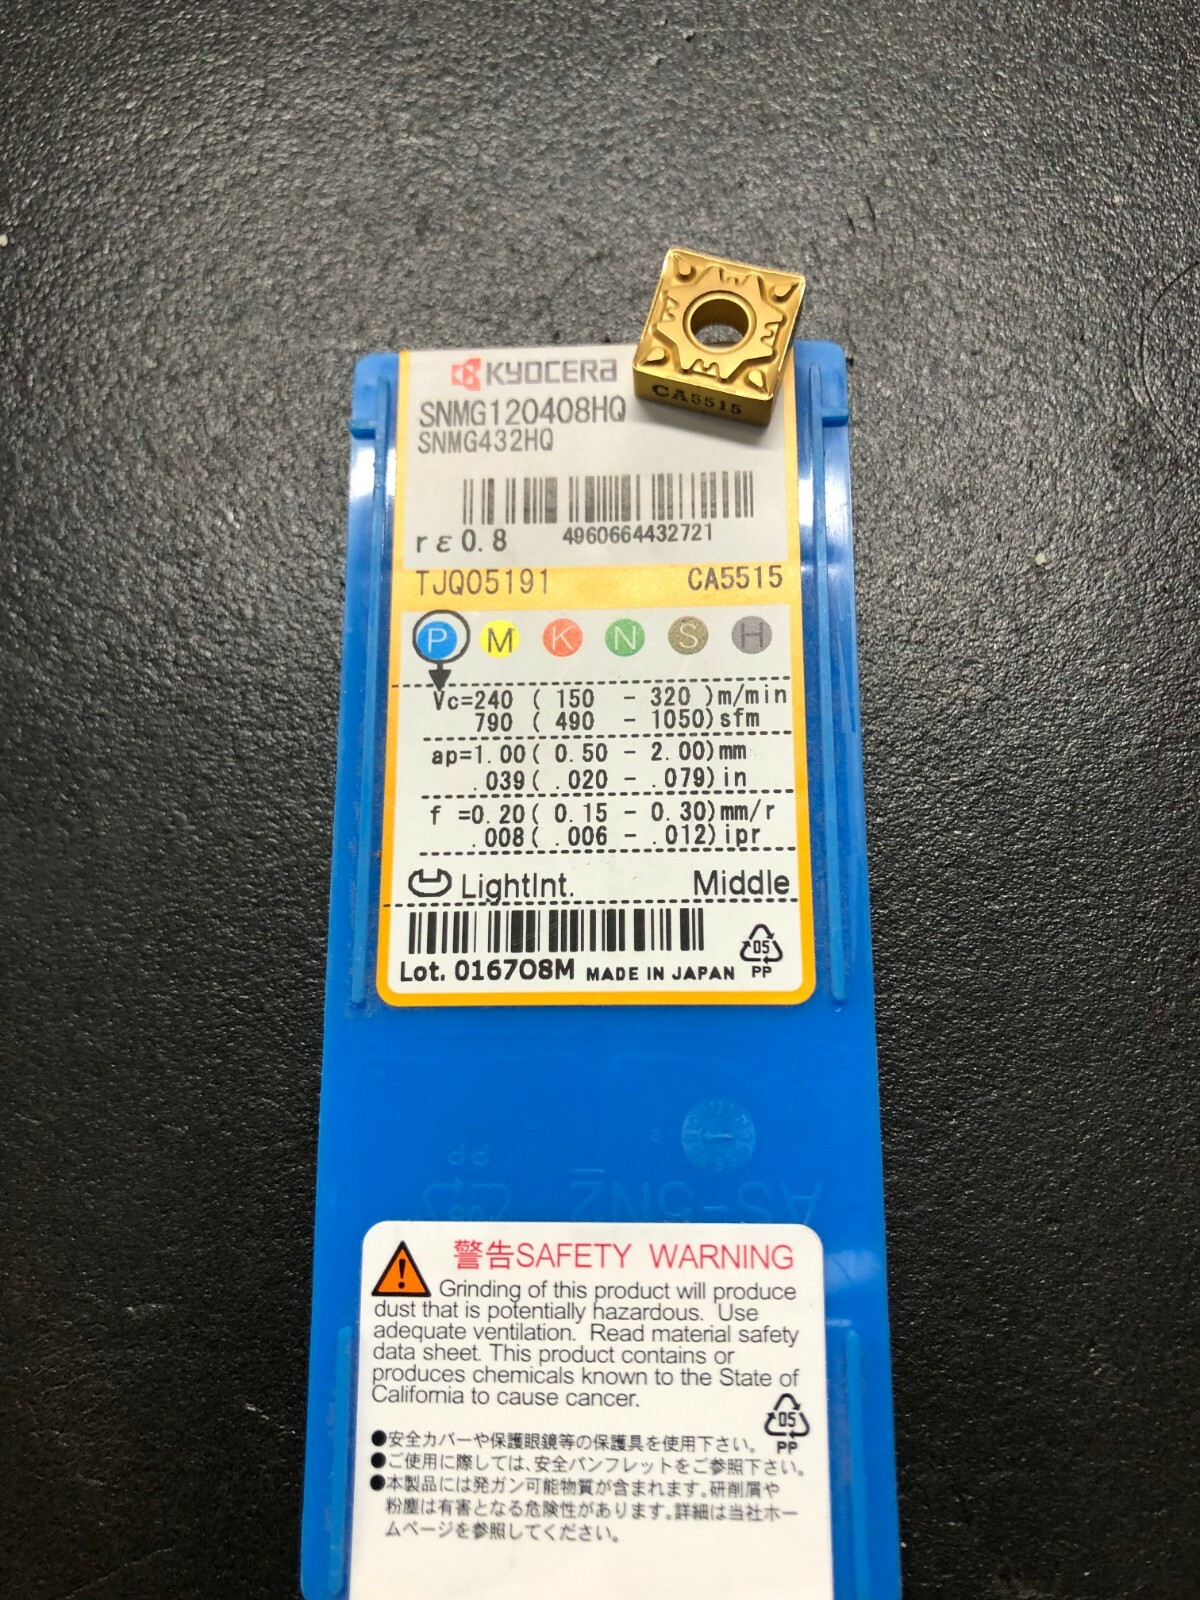 KYOCERA
CA5515
SNMG120408HQ
SNMG432HQ
rε0.8 4960664432721
TJQ05191 CA5515
P M K N S H
Vc=240 ( 150 - 320 )m/min
790 ( 490 - 1050)sfm
ap=1.00( 0.50 - 2.00)mm
.039( .020 - .079)in
f =0.20( 0.15 - 0.30)mm/r
.008( .006 - .012)ipr
LightInt. Middle
05
Lot. 016708M MADE IN JAPAN PP
PP
AS-5N2
警告SAFETY WARNING
Grinding of this product will produce
dust that is potentially hazardous. Use
adequate ventilation. Read material safety
data sheet. This product contains or
produces chemicals known to the State of
California to cause cancer.
05
PP
●安全カバーや保護眼鏡等の保護具を使用下さい。
●ご使用に際しては、安全パンフレットをご参照下さい。
●本製品には発ガン可能物質が含まれます。研削屑や
粉塵は有害となる危険性があります。詳細は当社ホー
ムページを参照してください。